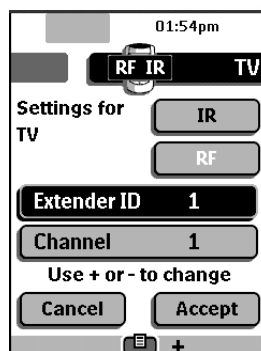 01:54pm
RF IR TV
Settings for
TV
IR
RF
Extender ID 1
Channel 1
Use + or - to change
Cancel Accept
+